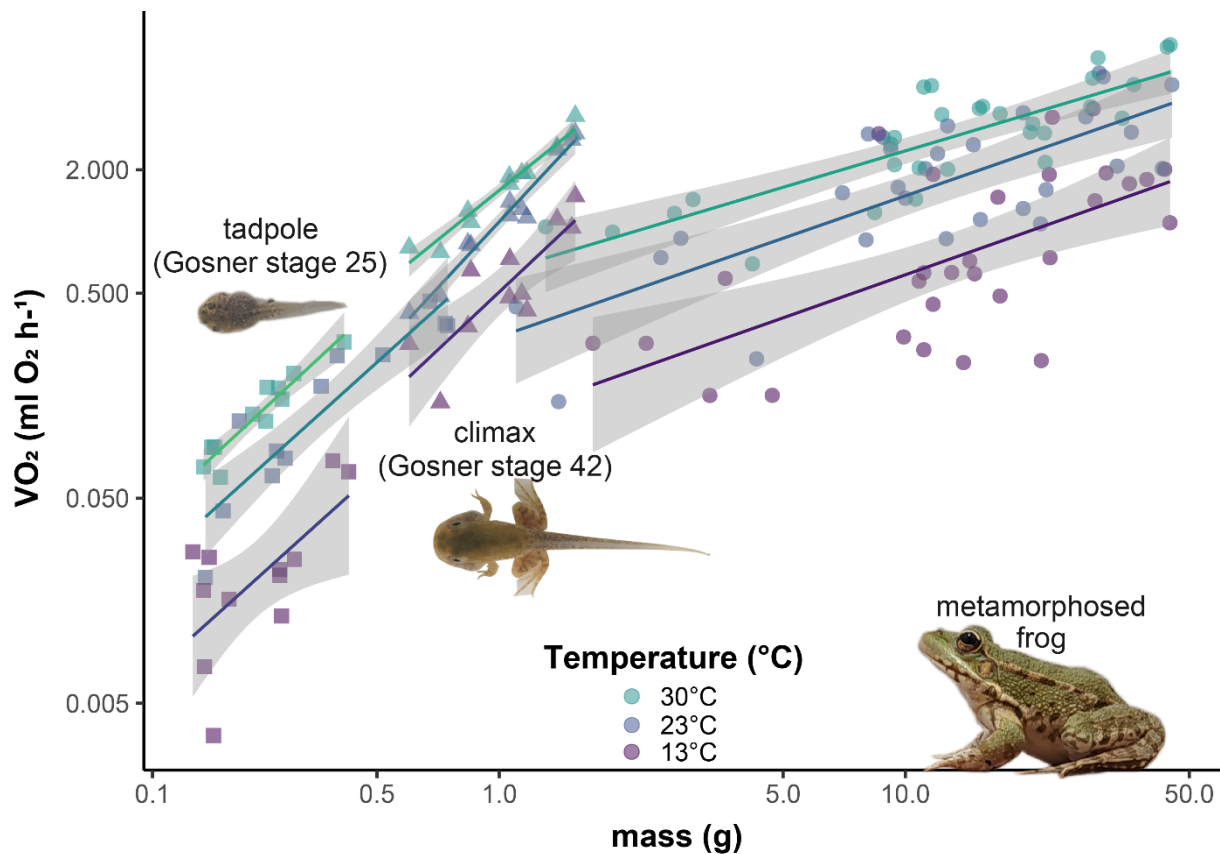 VO₂ (ml O₂ h-¹)
2.000
0.500
0.050
0.005
tadpole
(Gosner stage 25)
climax
(Gosner stage 42)
metamorphosed
frog
Temperature (°C)
30°C
23°C
13°C
0.1
0.5
1.0
5.0
10.0
50.0
mass (g)